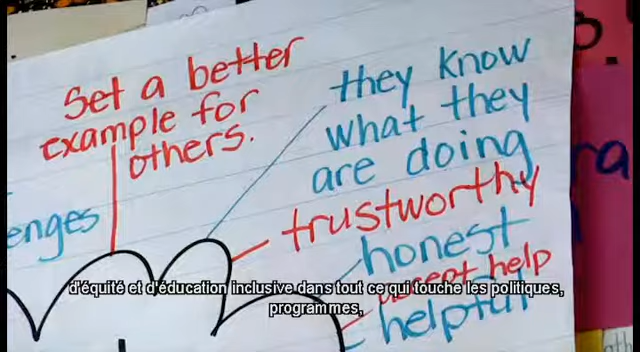 Set a better
example for
others.
they know
what they
are doing
enges
trustworthy
honest
accept help
helpful
d'équité et d'éducation inclusive dans tout ce qui touche les politiques,
programmes,